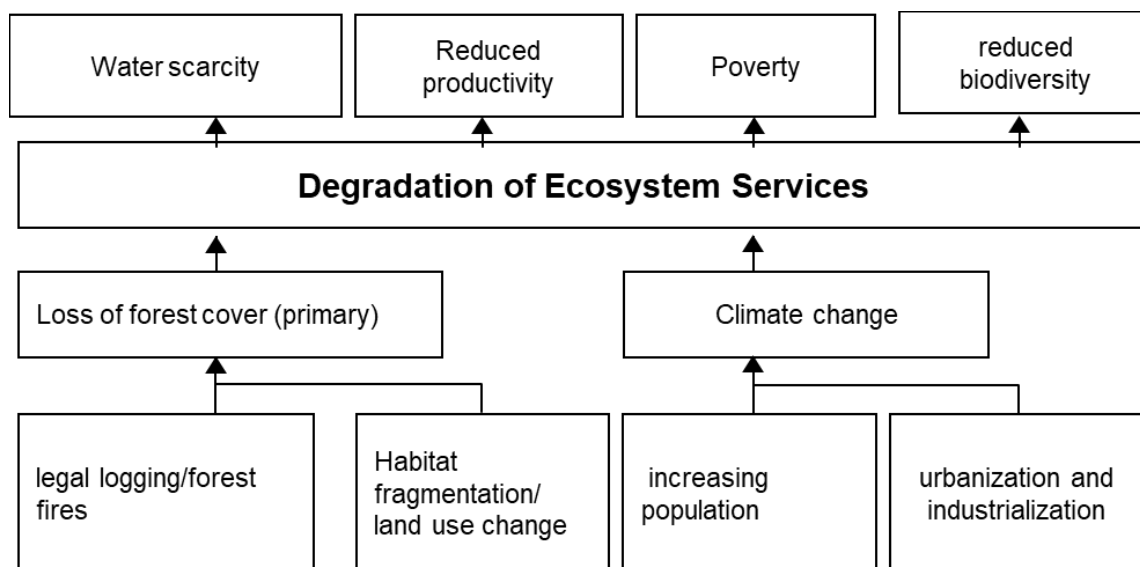 Water scarcity
Reduced
productivity
Poverty
reduced
biodiversity
Degradation of Ecosystem Services
Loss of forest cover (primary)
Climate change
legal logging/forest
fires
Habitat
fragmentation/
land use change
increasing
population
urbanization and
industrialization